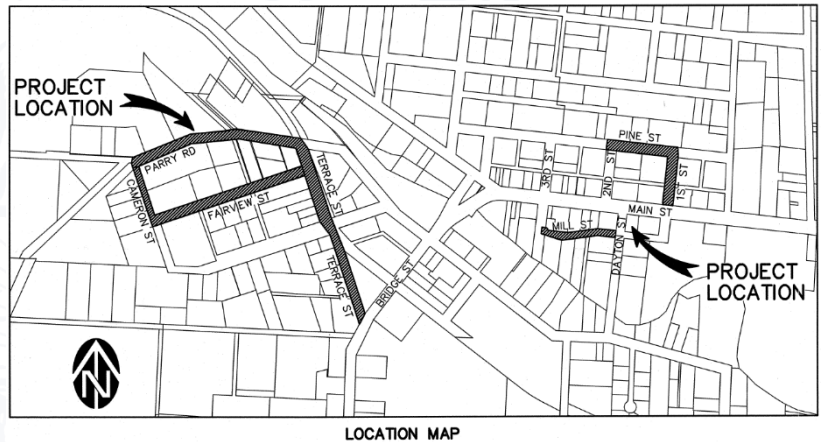 PROJECT
LOCATION
PARRY RD
CAMERON ST
FAIRVIEW ST
TERRACE ST
TERRACE ST
BRIDGE ST
PINE ST
3RD ST
2ND ST
1ST ST
MAIN ST
MILL ST
DAYTON ST
PROJECT
LOCATION
N
LOCATION MAP